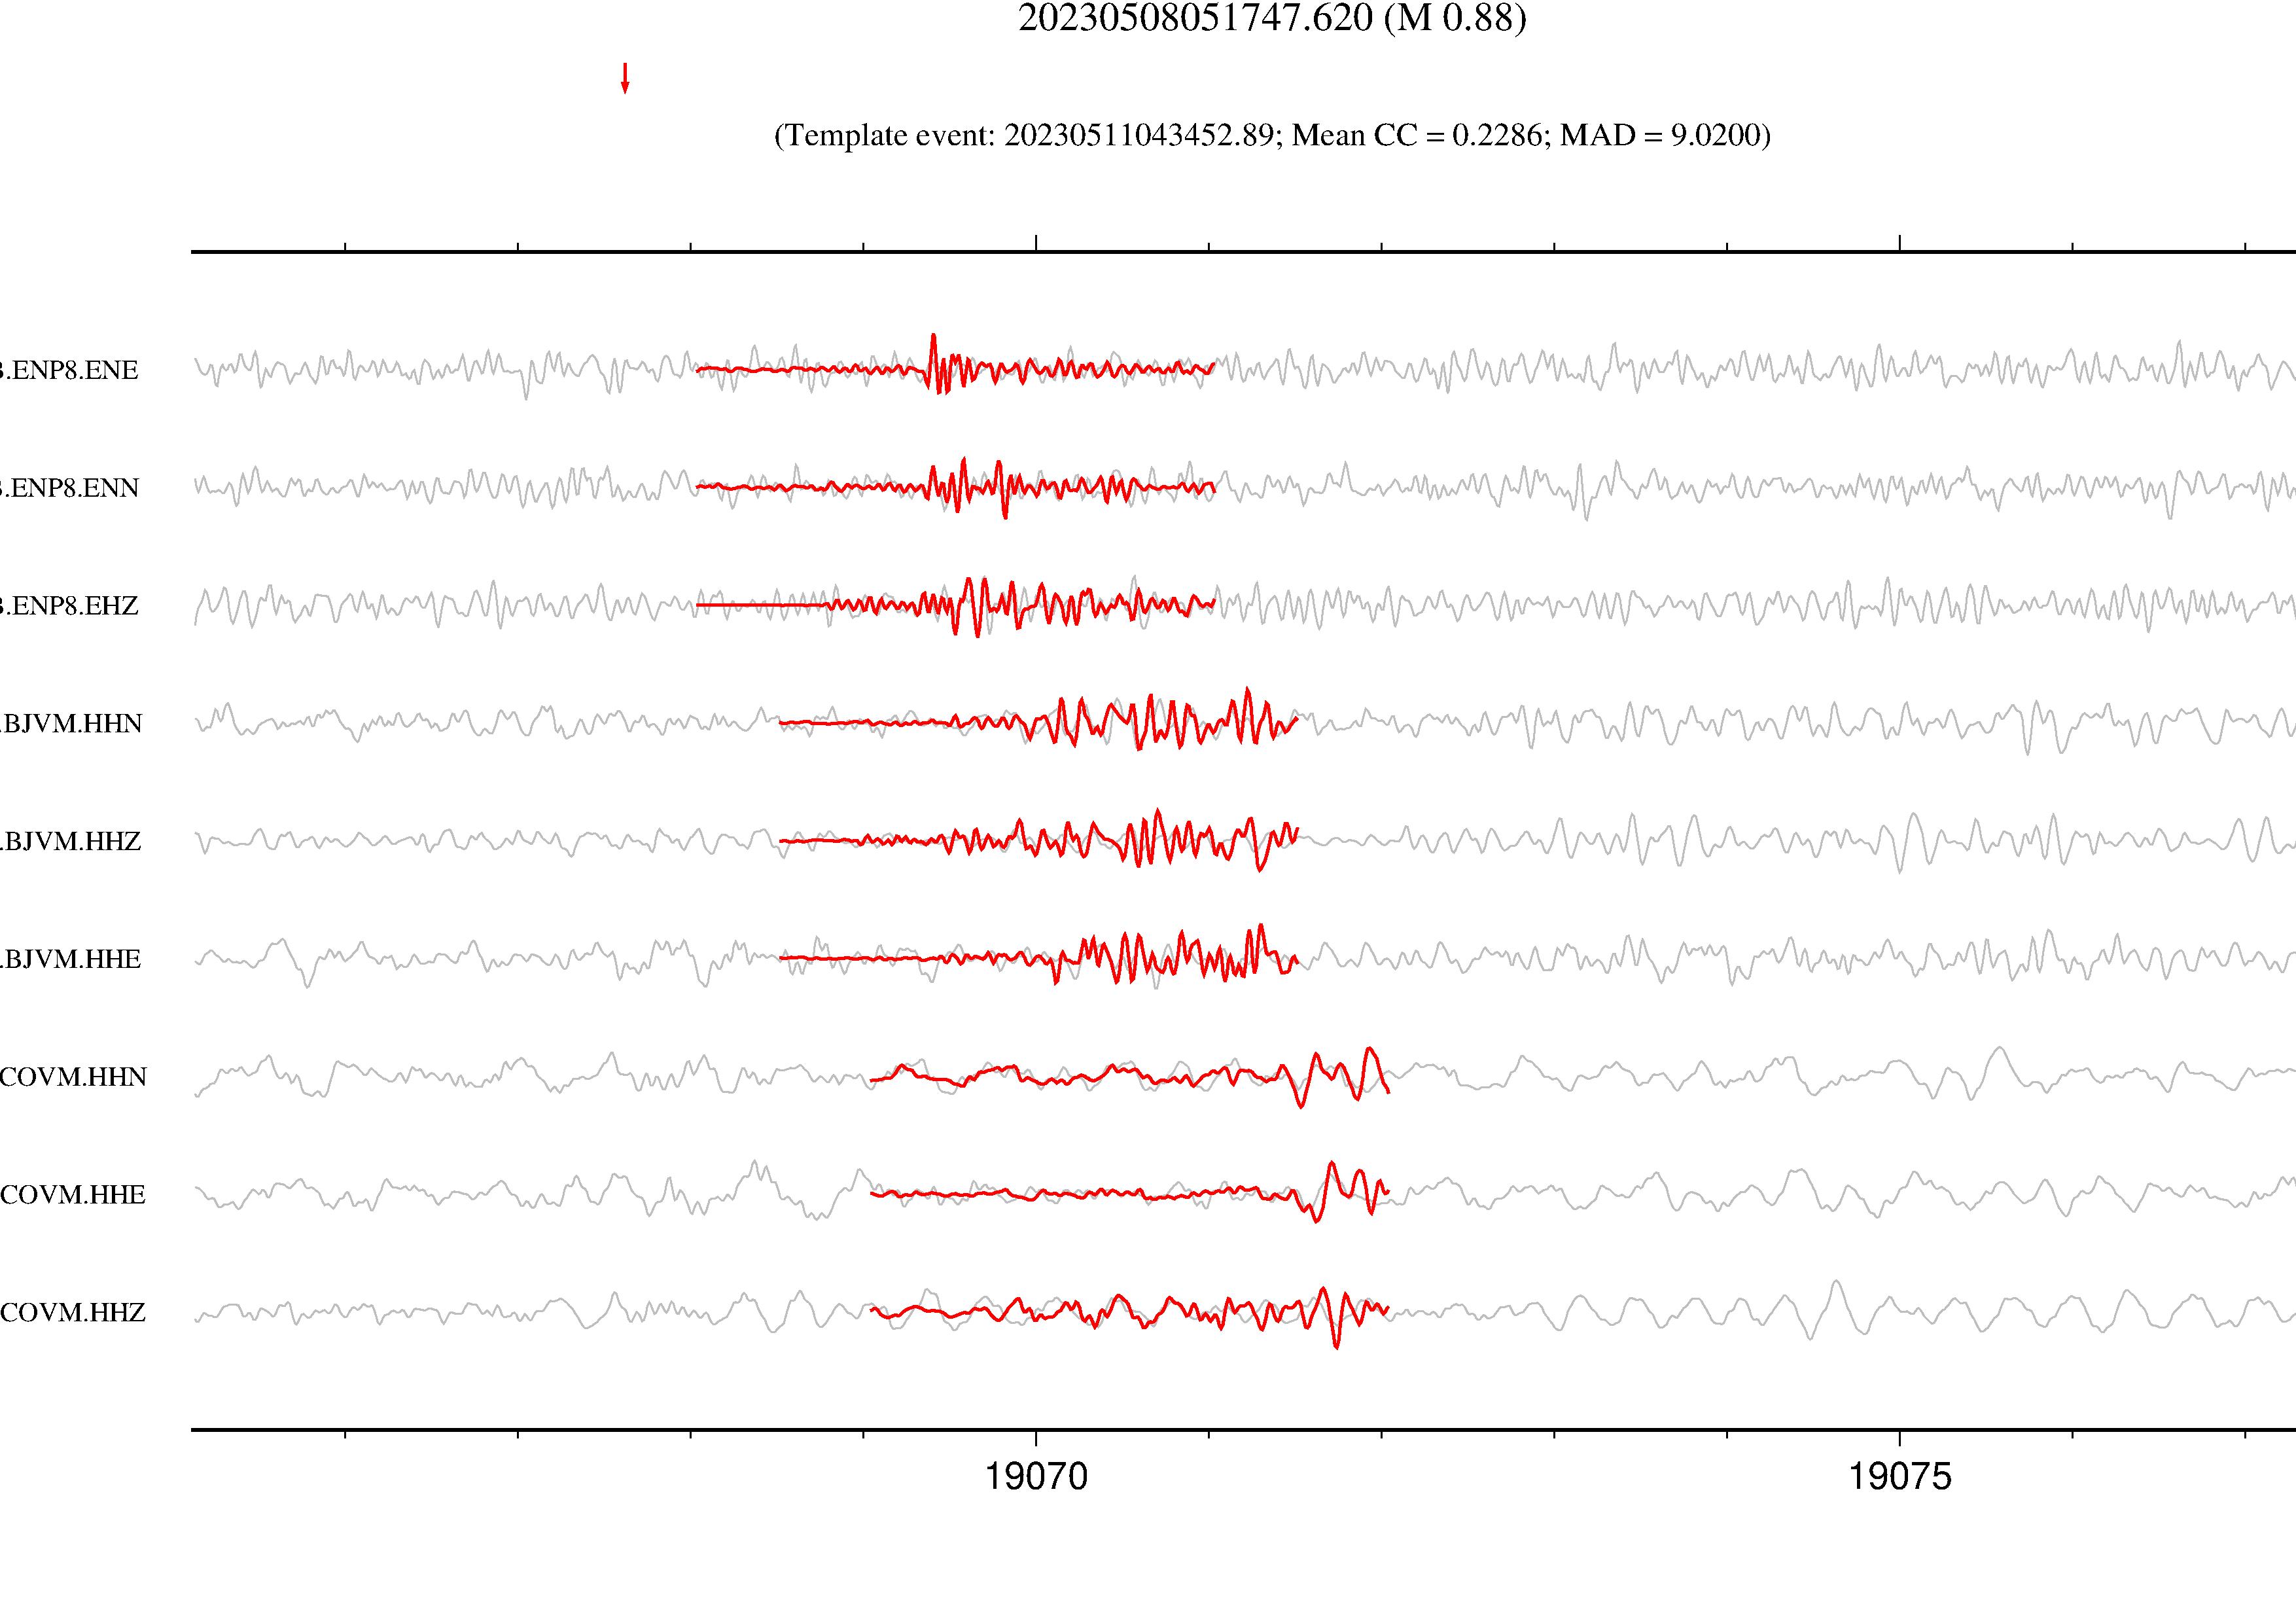 20230508051747.620 (M 0.88)
(Template event: 20230511043452.89; Mean CC = 0.2286; MAD = 9.0200)
.ENP8.ENE
.ENP8.ENN
.ENP8.EHZ
.BJVM.HHN
.BJVM.HHZ
.BJVM.HHE
COVM.HHN
COVM.HHE
COVM.HHZ
19070 19075